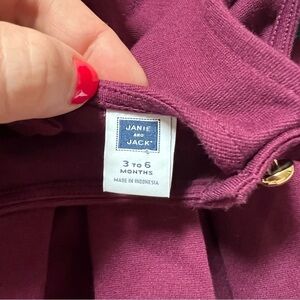 JANIE
AND
JACK®
3 TO 6
MONTHS
MADE IN INDONESIA